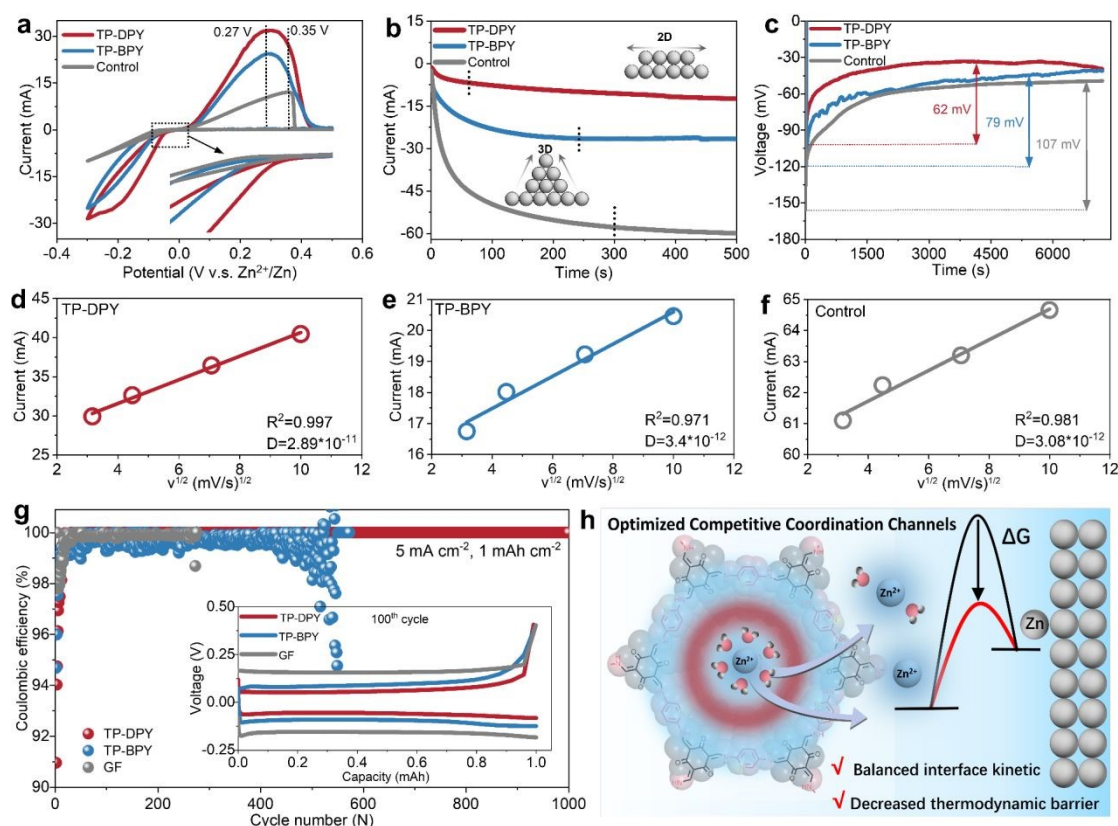 a
TP-DPY
TP-BPY
Control
0.27 V
0.35 V
Current (mA)
30
15
0
-15
-30
-0.4
-0.2
0.0
0.2
0.4
0.6
Potential (V v.s. Zn2+/Zn)
b
TP-DPY
TP-BPY
Control
2D
3D
Current (mA)
0
-15
-30
-45
-60
0
100
200
300
400
500
Time (s)
c
TP-DPY
TP-BPY
Control
62 mV
79 mV
107 mV
Voltage (mV)
0
-30
-60
-90
-120
-150
-180
0
1500
3000
4500
6000
Time (s)
d
TP-DPY
Current (mA)
45
40
35
30
25
2
4
6
8
10
12
R2=0.997
D=2.89*10-11
v1/2 (mV/s)1/2
e
TP-BPY
Current (mA)
21
20
19
18
17
16
2
4
6
8
10
12
R2=0.971
D=3.4*10-12
v1/2 (mV/s)1/2
f
Control
Current (mA)
65
64
63
62
61
60
2
4
6
8
10
12
R2=0.981
D=3.08*10-12
v1/2 (mV/s)1/2
g
Coulombic efficiency (%)
100
98
96
94
92
90
5 mA cm-2, 1 mAh cm-2
TP-DPY
TP-BPY
GF
100th cycle
TP-DPY
TP-BPY
GF
Voltage (V)
0.50
0.25
0.00
-0.25
0.0
0.2
0.4
0.6
0.8
1.0
Capacity (mAh)
0
200
400
600
800
1000
Cycle number (N)
h
Optimized Competitive Coordination Channels
ΔG
Zn2+
Zn2+
Zn2+
Zn
√ Balanced interface kinetic
√ Decreased thermodynamic barrier